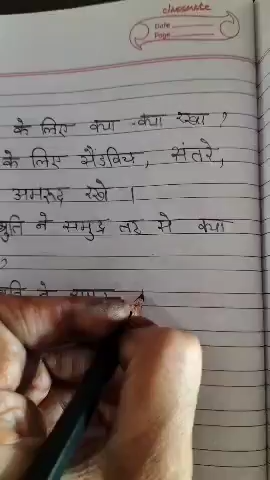 classmate
Date
Page
के लिए क्या -क्या रखा ?
के लिए सैंडविच, संतरे,
अमरूद रखे ।
ने समुद्र तट से क्या
?
ने